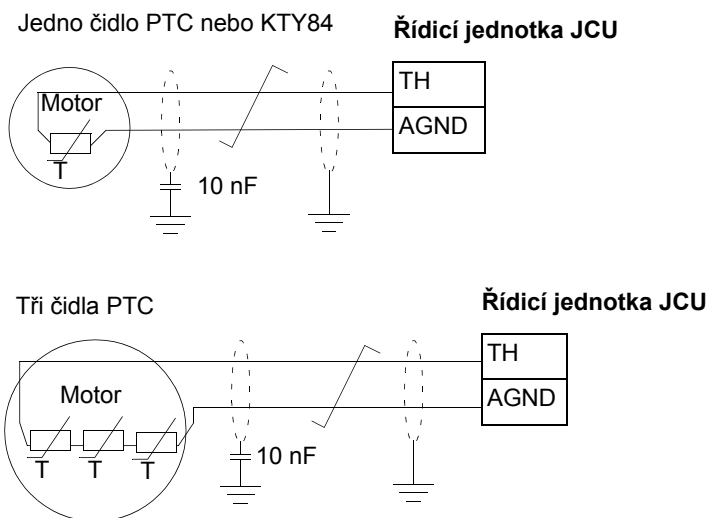 Jedno čidlo PTC nebo KTY84
Řídicí jednotka JCU
TH
AGND
Motor
T
10 nF
Tři čidla PTC
Řídicí jednotka JCU
TH
AGND
Motor
T T T
10 nF